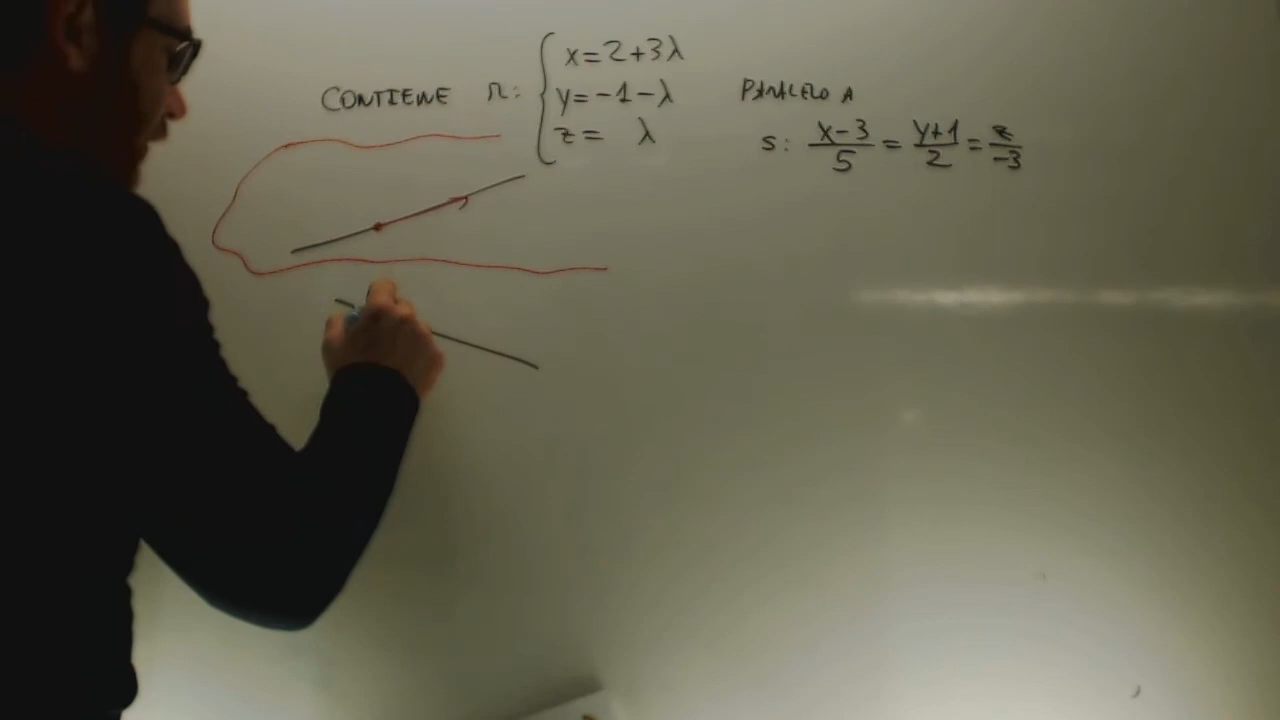 CONTIENE r: { x=2+3λ
y=-1-λ
z= λ
PARALELO A
s: x-3/5 = y+1/2 = z/-3